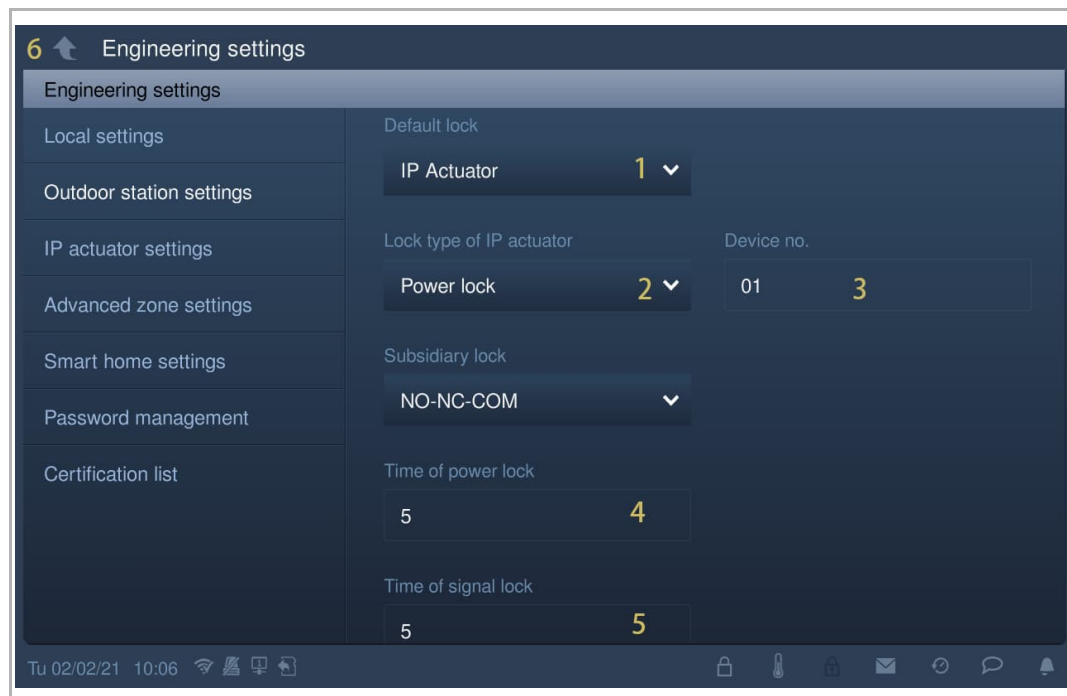 6 Engineering settings
Engineering settings
Local settings
Outdoor station settings
IP actuator settings
Advanced zone settings
Smart home settings
Password management
Certification list
Default lock
IP Actuator 1
Lock type of IP actuator
Power lock 2
Device no.
01 3
Subsidiary lock
NO-NC-COM
Time of power lock
5 4
Time of signal lock
5 5
Tu 02/02/21 10:06